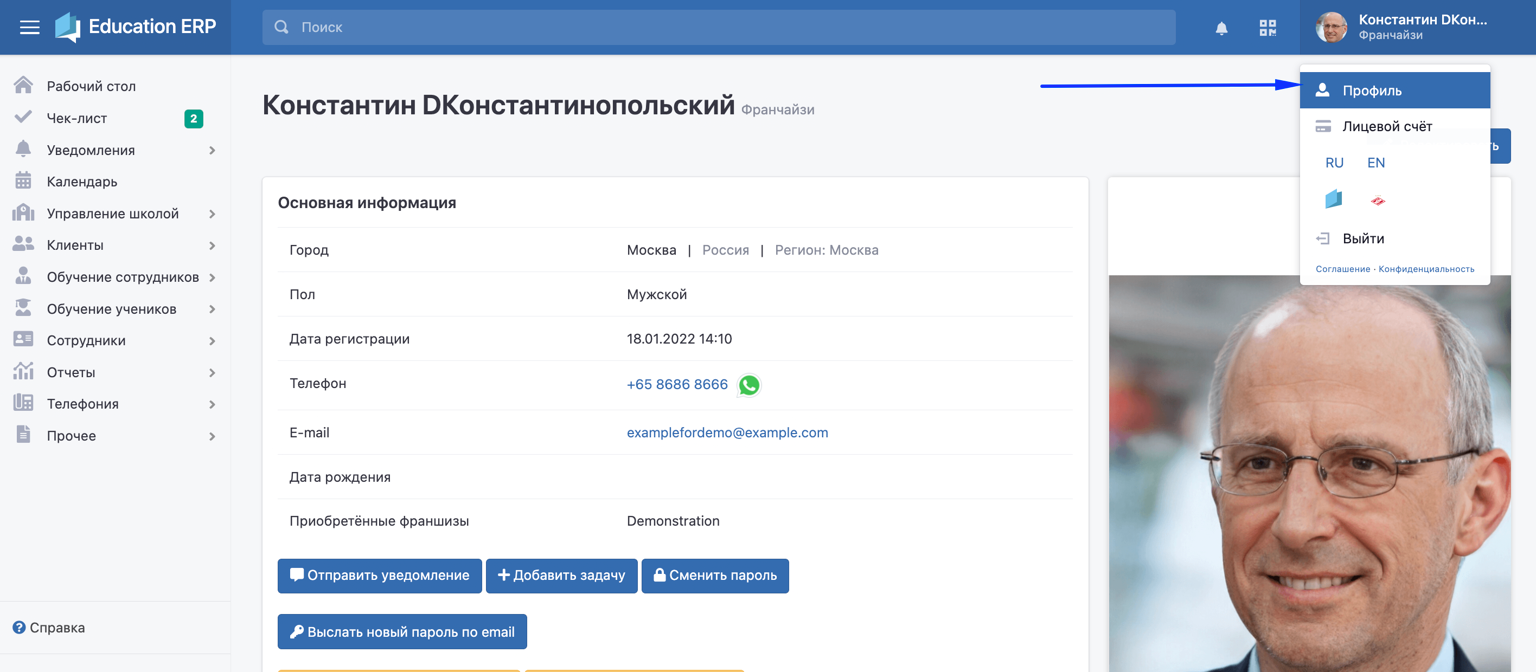 Education ERP
Поиск
Константин DКон...
Франчайзи
Рабочий стол
Чек-лист 2
Уведомления
Календарь
Управление школой
Клиенты
Обучение сотрудников
Обучение учеников
Сотрудники
Отчеты
Телефония
Прочее
Справка
Константин DКонстантинопольский Франчайзи
Профиль
Лицевой счёт
RU EN
Выйти
Соглашение · Конфиденциальность
ь
Основная информация
Город Москва | Россия | Регион: Москва
Пол Мужской
Дата регистрации 18.01.2022 14:10
Телефон +65 8686 8666
E-mail examplefordemo@example.com
Дата рождения
Приобретённые франшизы Demonstration
Отправить уведомление Добавить задачу Сменить пароль
Выслать новый пароль по email